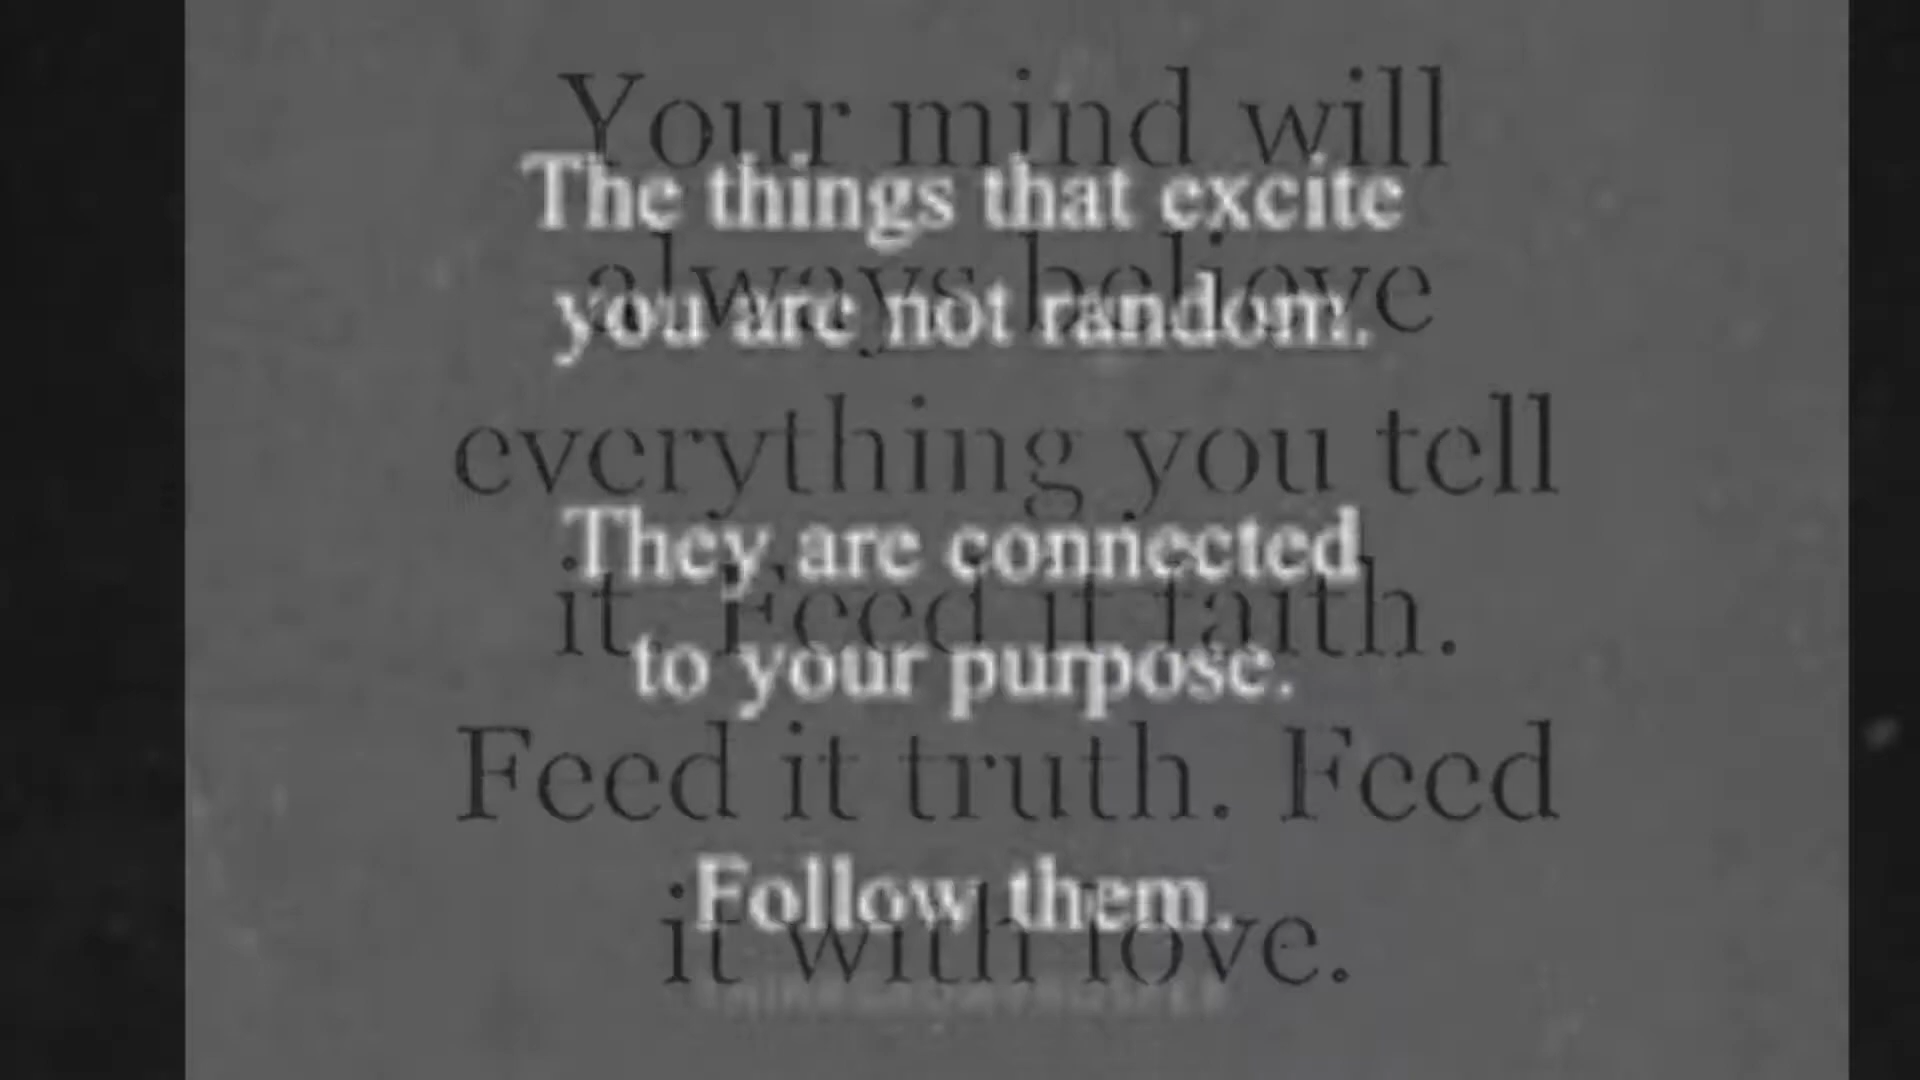 Your mind will
always believe
everything you tell
it. Feed it faith.
Feed it truth. Feed
it with love.
The things that excite
you are not random.
They are connected
to your purpose.
Follow them.